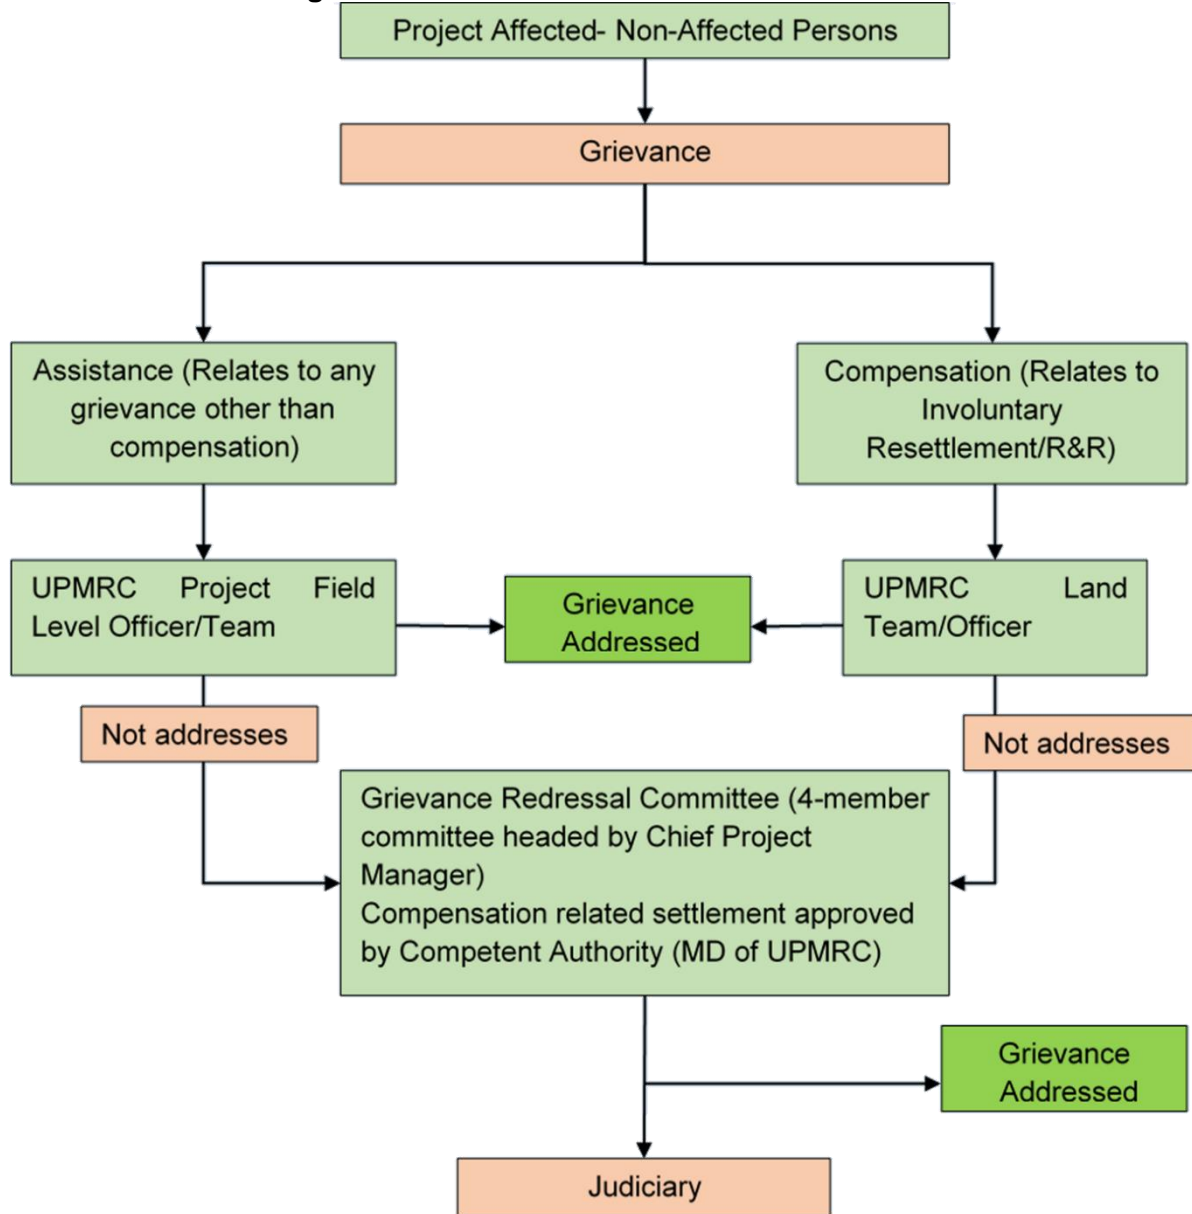 Project Affected- Non-Affected Persons
Grievance
Assistance (Relates to any
grievance other than
compensation)
Compensation (Relates to
Involuntary
Resettlement/R&R)
UPMRC Project Field
Level Officer/Team
Grievance
Addressed
UPMRC Land
Team/Officer
Not addresses
Not addresses
Grievance Redressal Committee (4-member
committee headed by Chief Project
Manager)
Compensation related settlement approved
by Competent Authority (MD of UPMRC)
Grievance
Addressed
Judiciary